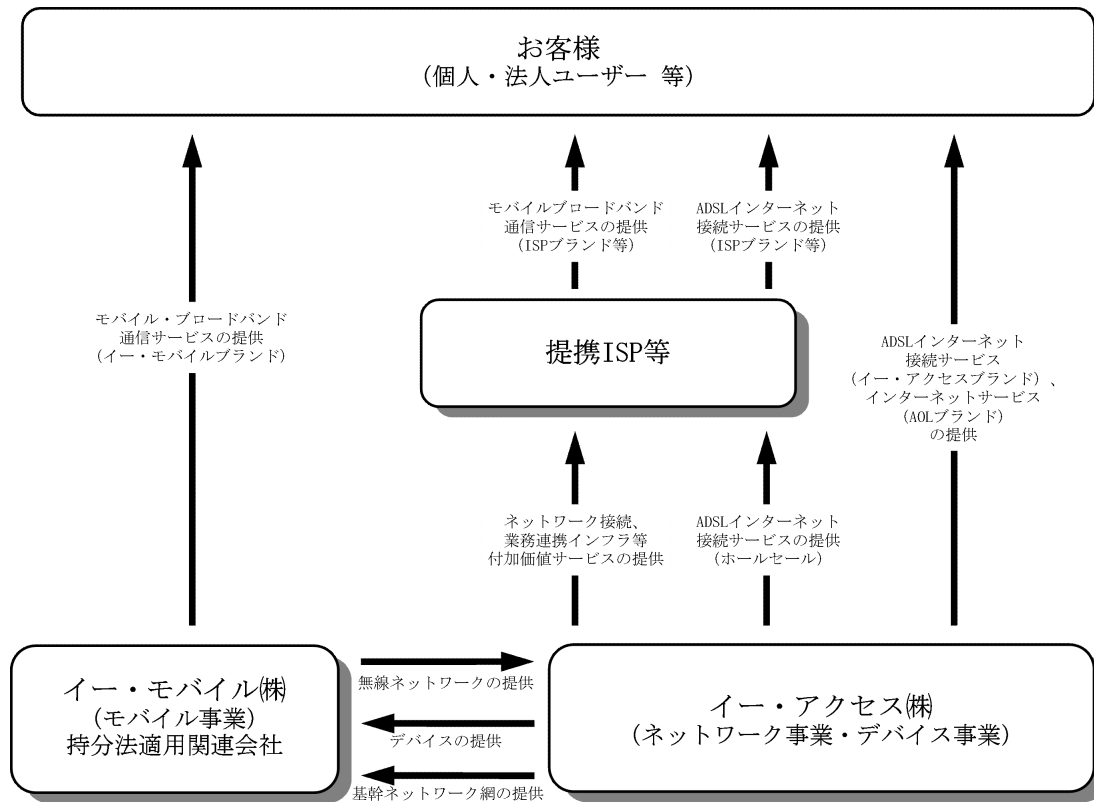 お客様
（個人・法人ユーザー 等）
モバイルブロードバンド
通信サービスの提供
（ISPブランド等）
ADSLインターネット
接続サービスの提供
（ISPブランド等）
モバイル・ブロードバンド
通信サービスの提供
（イー・モバイルブランド）
提携ISP等
ADSLインターネット
接続サービス
（イー・アクセスブランド）、
インターネットサービス
（AOLブランド）
の提供
ネットワーク接続、
業務連携インフラ等
付加価値サービスの提供
ADSLインターネット
接続サービスの提供
（ホールセール）
イー・モバイル㈱
（モバイル事業）
持分法適用関連会社
無線ネットワークの提供
デバイスの提供
基幹ネットワーク網の提供
イー・アクセス㈱
（ネットワーク事業・デバイス事業）